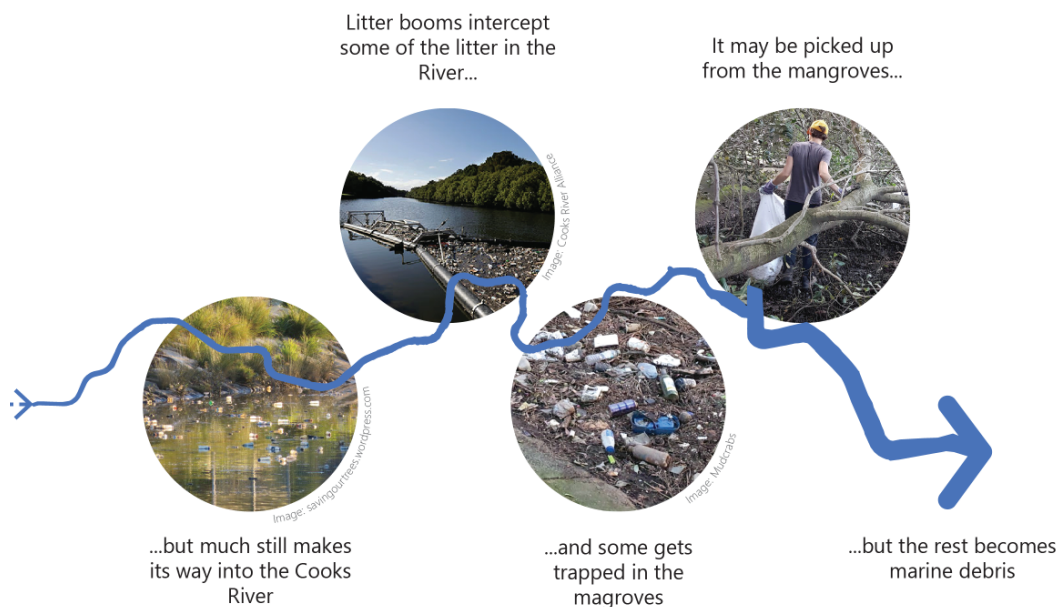 ...but much still makes
its way into the Cooks
River
Image: savingourtrees.wordpress.com
Litter booms intercept
some of the litter in the
River...
Image: Cooks River Alliance
...and some gets
trapped in the
magroves
Image: Mudcrabs
It may be picked up
from the mangroves...
...but the rest becomes
marine debris